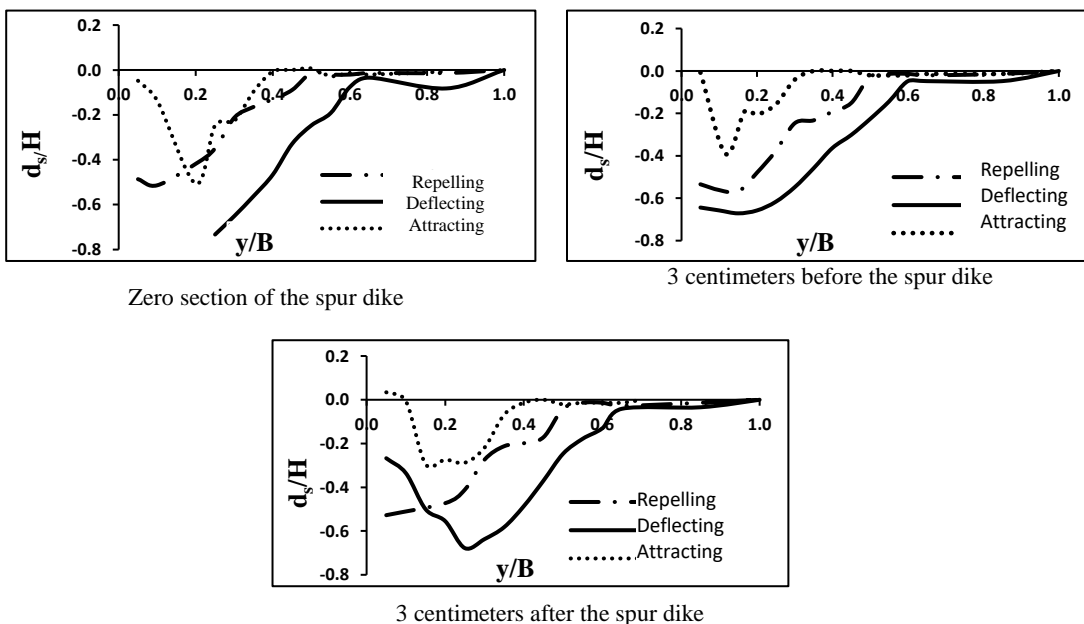 0.2
0.0
-0.2
-0.4
-0.6
-0.8
0.0 0.2 0.4 0.6 0.8 1.0
ds/H
y/B
Repelling
Deflecting
Attracting
Zero section of the spur dike
0.2
0.0
-0.2
-0.4
-0.6
-0.8
0.0 0.2 0.4 0.6 0.8 1.0
ds/H
y/B
Repelling
Deflecting
Attracting
3 centimeters before the spur dike
0.2
0.0
-0.2
-0.4
-0.6
-0.8
0.0 0.2 0.4 0.6 0.8 1.0
ds/H
y/B
Repelling
Deflecting
Attracting
3 centimeters after the spur dike